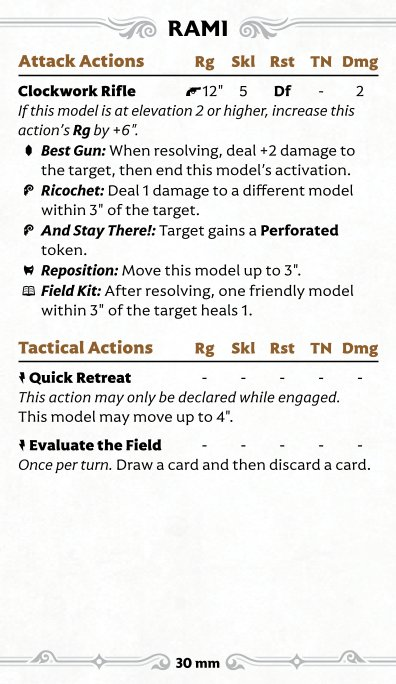 RAMI
Attack Actions Rg Skl Rst TN Dmg
Clockwork Rifle 12" 5 Df - 2
If this model is at elevation 2 or higher, increase this
action's Rg by +6".
Best Gun: When resolving, deal +2 damage to
the target, then end this model's activation.
Ricochet: Deal 1 damage to a different model
within 3" of the target.
And Stay There!: Target gains a Perforated
token.
Reposition: Move this model up to 3".
Field Kit: After resolving, one friendly model
within 3" of the target heals 1.
Tactical Actions Rg Skl Rst TN Dmg
Quick Retreat - - - - -
This action may only be declared while engaged.
This model may move up to 4".
Evaluate the Field - - - - -
Once per turn. Draw a card and then discard a card.
30 mm